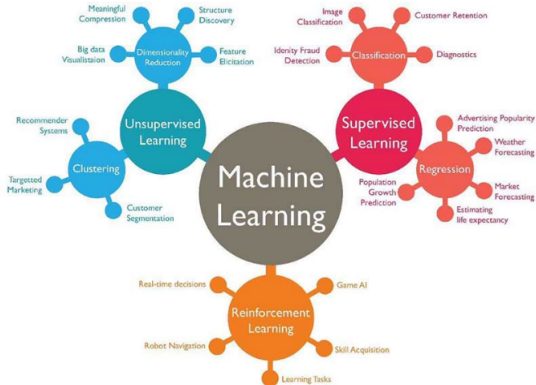 Meaningful
Compression
Structure
Discovery
Big data
Visualistaion
Dimensionality
Reduction
Feature
Elicitation
Recommender
Systems
Unsupervised
Learning
Clustering
Targetted
Marketing
Customer
Segmentation
Machine
Learning
Image
Classification
Customer Retention
Idenity Fraud
Detection
Classification
Diagnostics
Supervised
Learning
Advertising Popularity
Prediction
Weather
Forecasting
Regression
Population
Growth
Prediction
Market
Forecasting
Estimating
life expectancy
Real-time decisions
Game AI
Reinforcement
Learning
Robot Navigation
Skill Acquisition
Learning Tasks